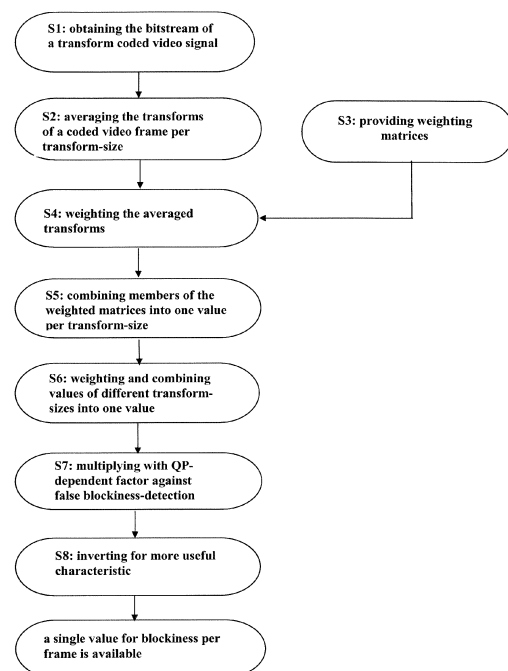 S1: obtaining the bitstream of
a transform coded video signal
S2: averaging the transforms
of a coded video frame per
transform-size
S3: providing weighting
matrices
S4: weighting the averaged
transforms
S5: combining members of the
weighted matrices into one value
per transform-size
S6: weighting and combining
values of different transform-
sizes into one value
S7: multiplying with QP-
dependent factor against
false blockiness-detection
S8: inverting for more useful
characteristic
a single value for blockiness per
frame is available